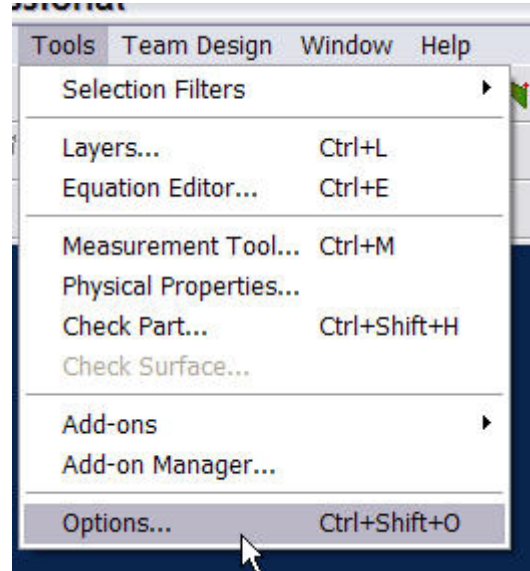 Tools Team Design Window Help
Selection Filters
Layers... Ctrl+L
Equation Editor... Ctrl+E
Measurement Tool... Ctrl+M
Physical Properties...
Check Part... Ctrl+Shift+H
Check Surface...
Add-ons
Add-on Manager...
Options... Ctrl+Shift+O